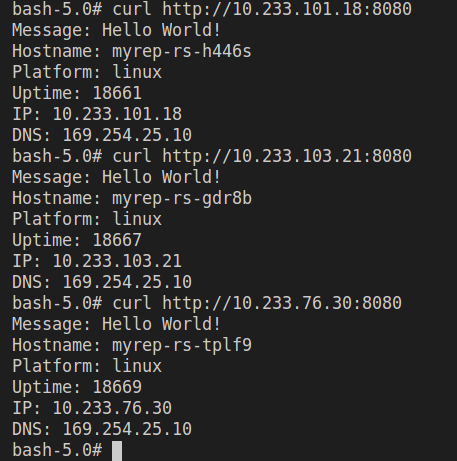 bash-5.0# curl http://10.233.101.18:8080
Message: Hello World!
Hostname: myrep-rs-h446s
Platform: linux
Uptime: 18661
IP: 10.233.101.18
DNS: 169.254.25.10
bash-5.0# curl http://10.233.103.21:8080
Message: Hello World!
Hostname: myrep-rs-gdr8b
Platform: linux
Uptime: 18667
IP: 10.233.103.21
DNS: 169.254.25.10
bash-5.0# curl http://10.233.76.30:8080
Message: Hello World!
Hostname: myrep-rs-tplf9
Platform: linux
Uptime: 18669
IP: 10.233.76.30
DNS: 169.254.25.10
bash-5.0#